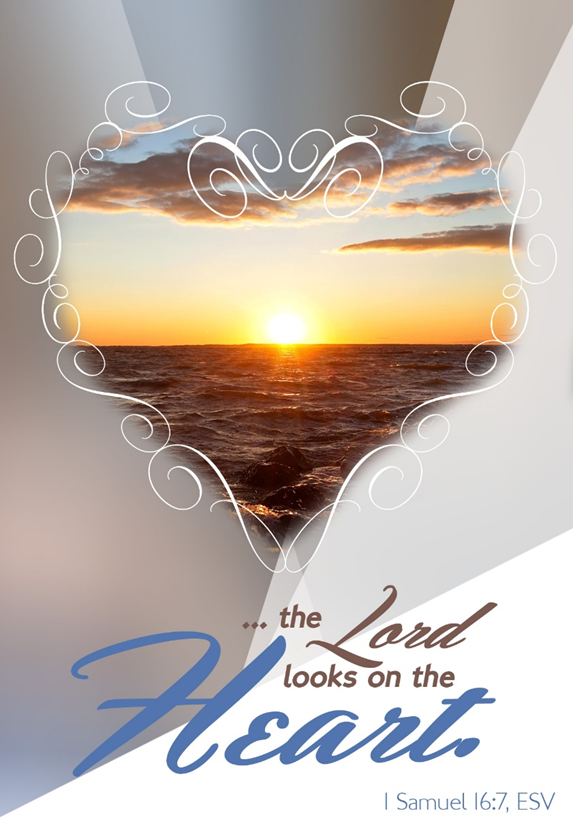 ... the Lord
looks on the
Heart.
1 Samuel 16:7, ESV